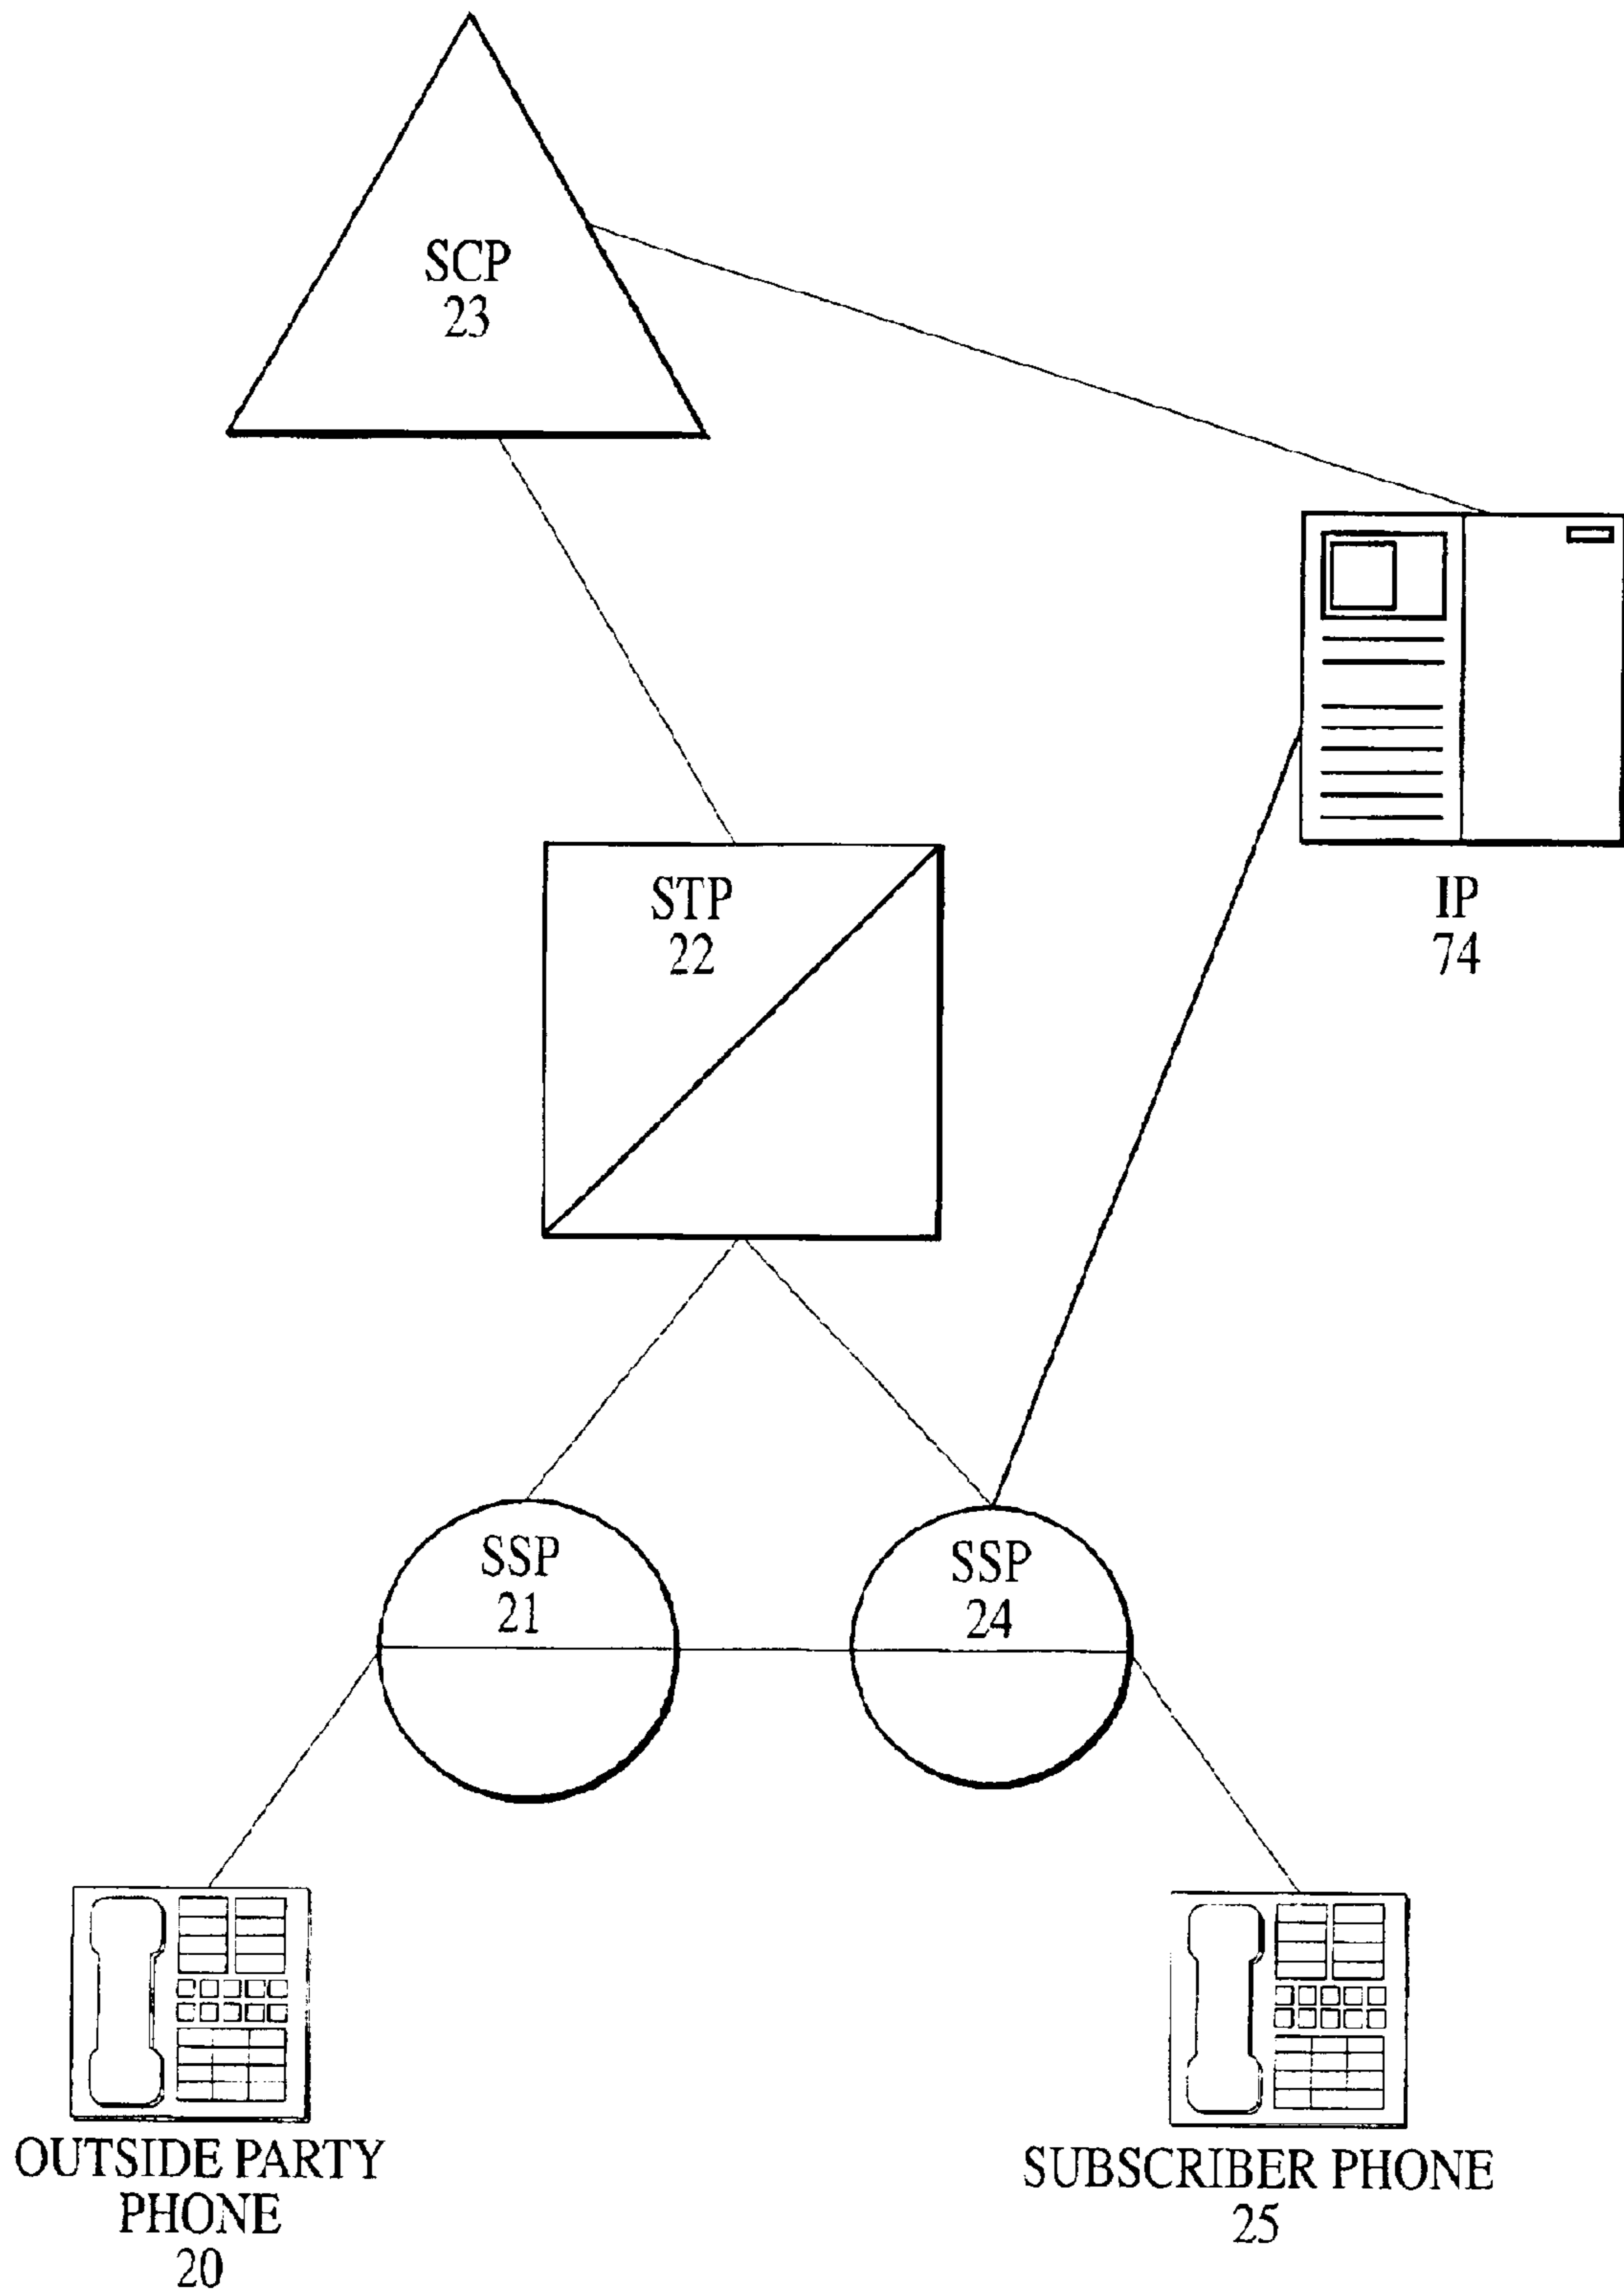 SCP
23
STP
22
IP
74
SSP
21
SSP
24
OUTSIDE PARTY
PHONE
20
SUBSCRIBER PHONE
25